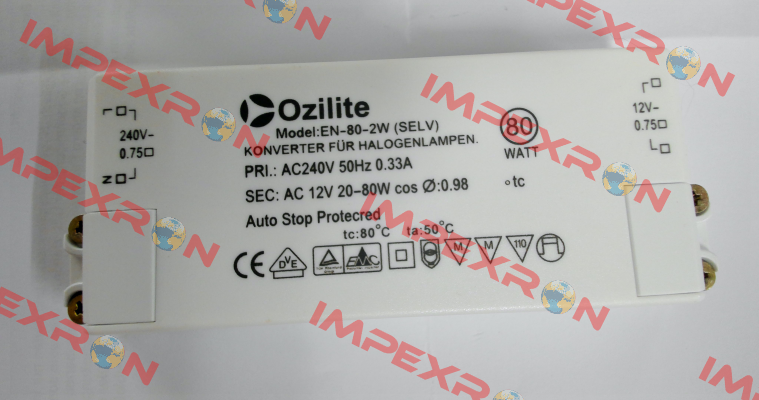 IMPEXRON
IMPEXRON
IMPEXRON
IMPEXRON
IMPEXRON
IMPEXRON
IMPEXRON
Ozilite
Model:EN-80-2W (SELV)
KONVERTER FÜR HALOGENLAMPEN.
PRI.: AC240V 50Hz 0.33A
SEC: AC 12V 20-80W cos Ø:0.98
Auto Stop Protecred
tc:80°C ta:50°C
240V~
0.75□
N
80
WATT
°tc
12V~
0.75□
L
CE DVE EMC M M 110